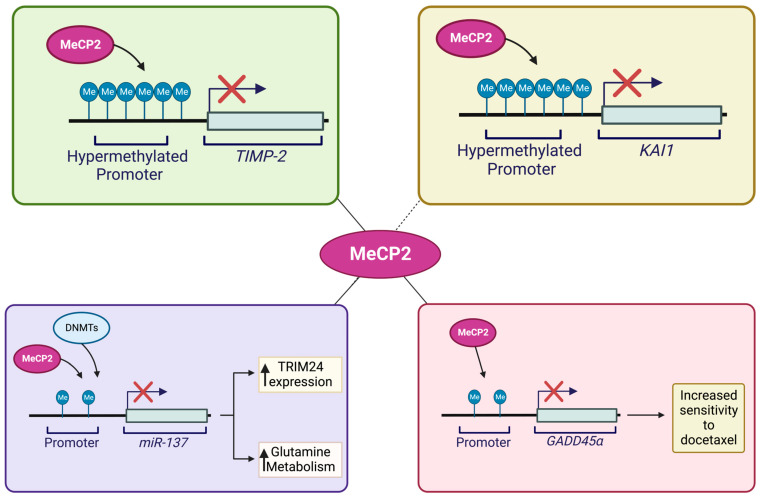 MeCP2
Me Me Me Me Me Me
Hypermethylated
Promoter
TIMP-2
MeCP2
Me Me Me Me Me Me
Hypermethylated
Promoter
KAI1
MeCP2
DNMTs
MeCP2
Me Me
Promoter
miR-137
TRIM24
expression
Glutamine
Metabolism
MeCP2
Me Me
Promoter
GADD45α
Increased
sensitivity
to
docetaxel